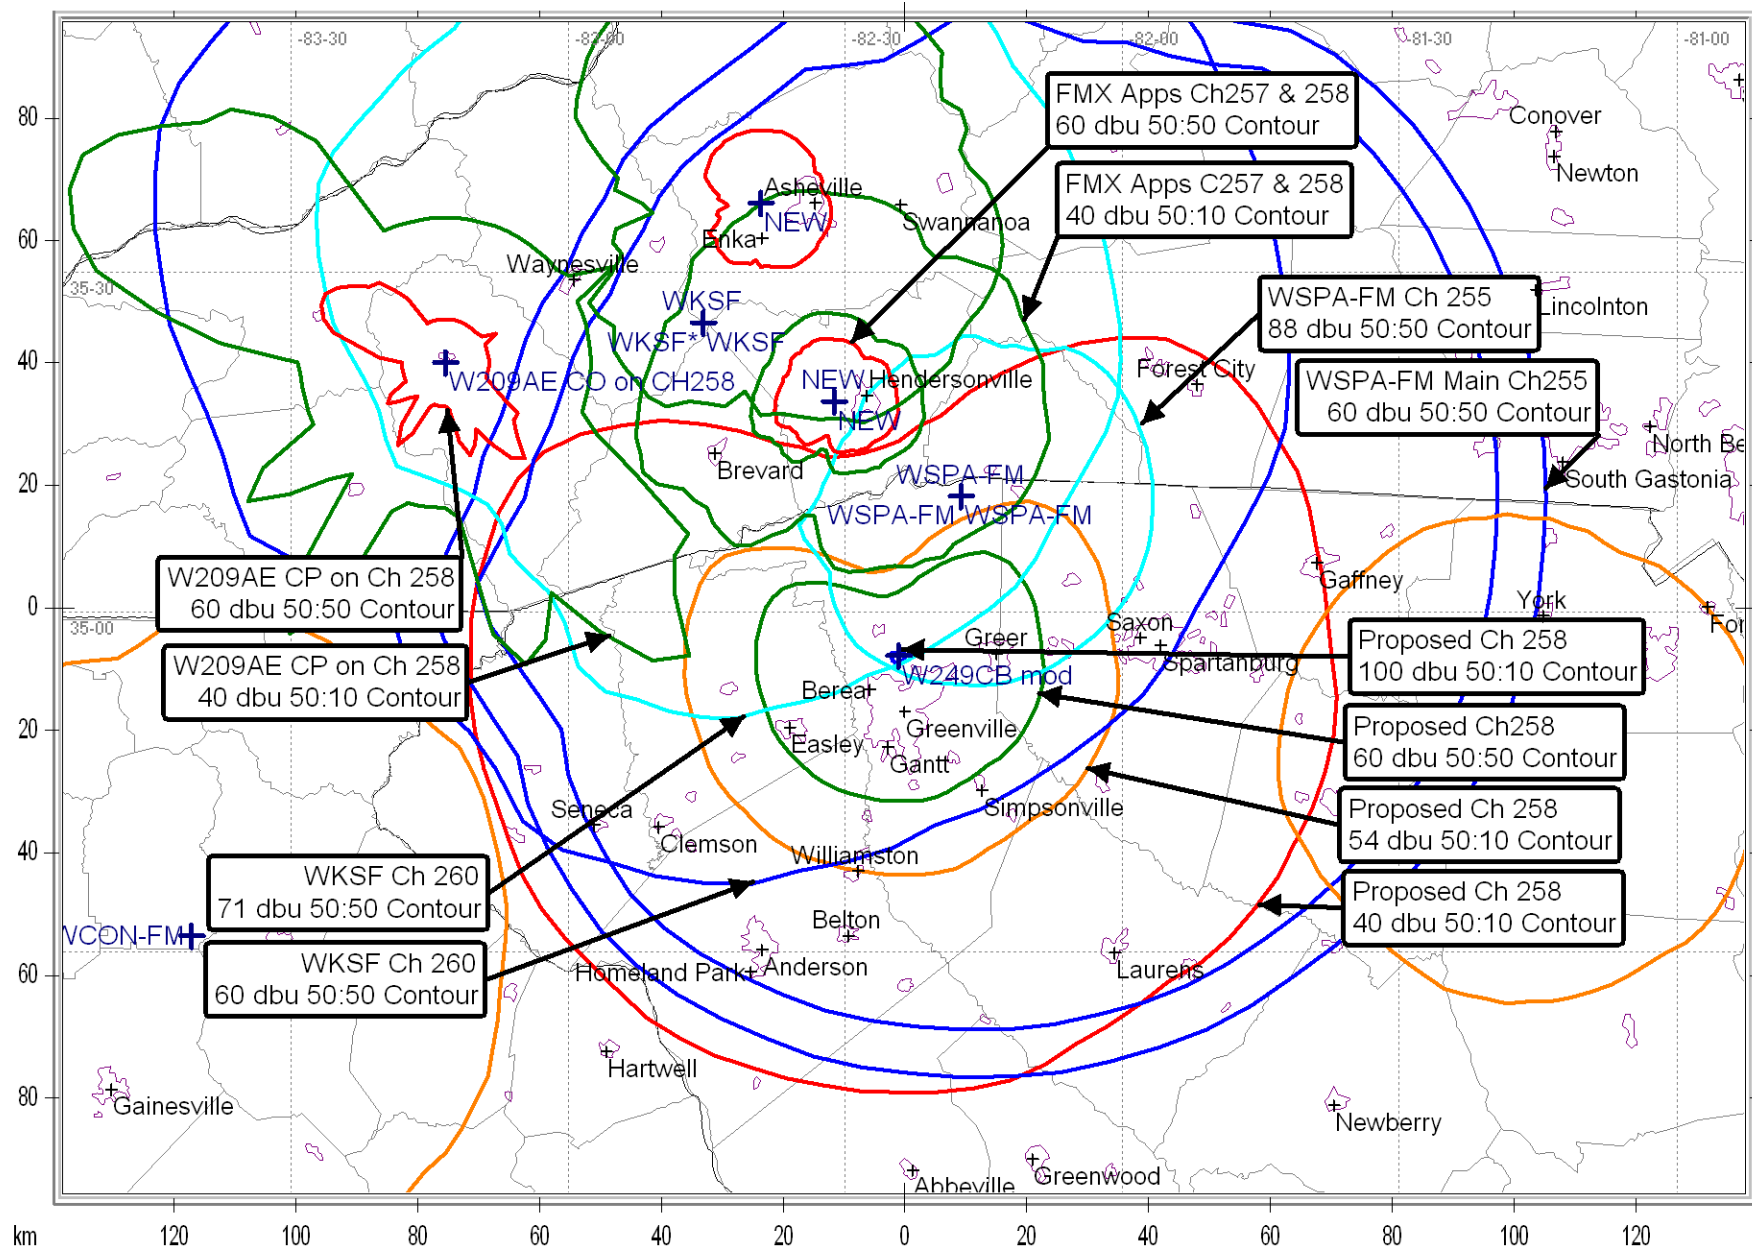 -83-30
-83-00
-82-30
-82-00
-81-30
-81-00
FMX Apps Ch257 & 258
60 dbu 50:50 Contour
Conover
Newton
80
FMX Apps C257 & 258
40 dbu 50:10 Contour
Asheville
NEW
Swannanoa
Enka
60
Waynesville
35-30
WSPA-FM Ch 255
88 dbu 50:50 Contour
Lincolnton
WKSF
WKSF* WKSF
40
W209AE CO on CH258
NEW
Hendersonville
NEW
Forest City
WSPA-FM Main Ch255
60 dbu 50:50 Contour
North Be
South Gastonia
Brevard
20
WSPA-FM
WSPA-FM WSPA-FM
W209AE CP on Ch 258
60 dbu 50:50 Contour
Gaffney
York
For
0
35-00
Saxon
Greer
Spartanburg
Proposed Ch 258
100 dbu 50:10 Contour
W209AE CP on Ch 258
40 dbu 50:10 Contour
W249CB mod
Berea
Greenville
Easley
Gantt
20
Proposed Ch258
60 dbu 50:50 Contour
Simpsonville
Seneca
Clemson
Proposed Ch 258
54 dbu 50:10 Contour
Williamston
40
WKSF Ch 260
71 dbu 50:50 Contour
Proposed Ch 258
40 dbu 50:10 Contour
Belton
WCON-FM
WKSF Ch 260
60 dbu 50:50 Contour
Homeland Park
Anderson
Laurens
60
Hartwell
80
Gainesville
Newberry
Greenwood
Abbeville
km
120
100
80
60
40
20
0
20
40
60
80
100
120